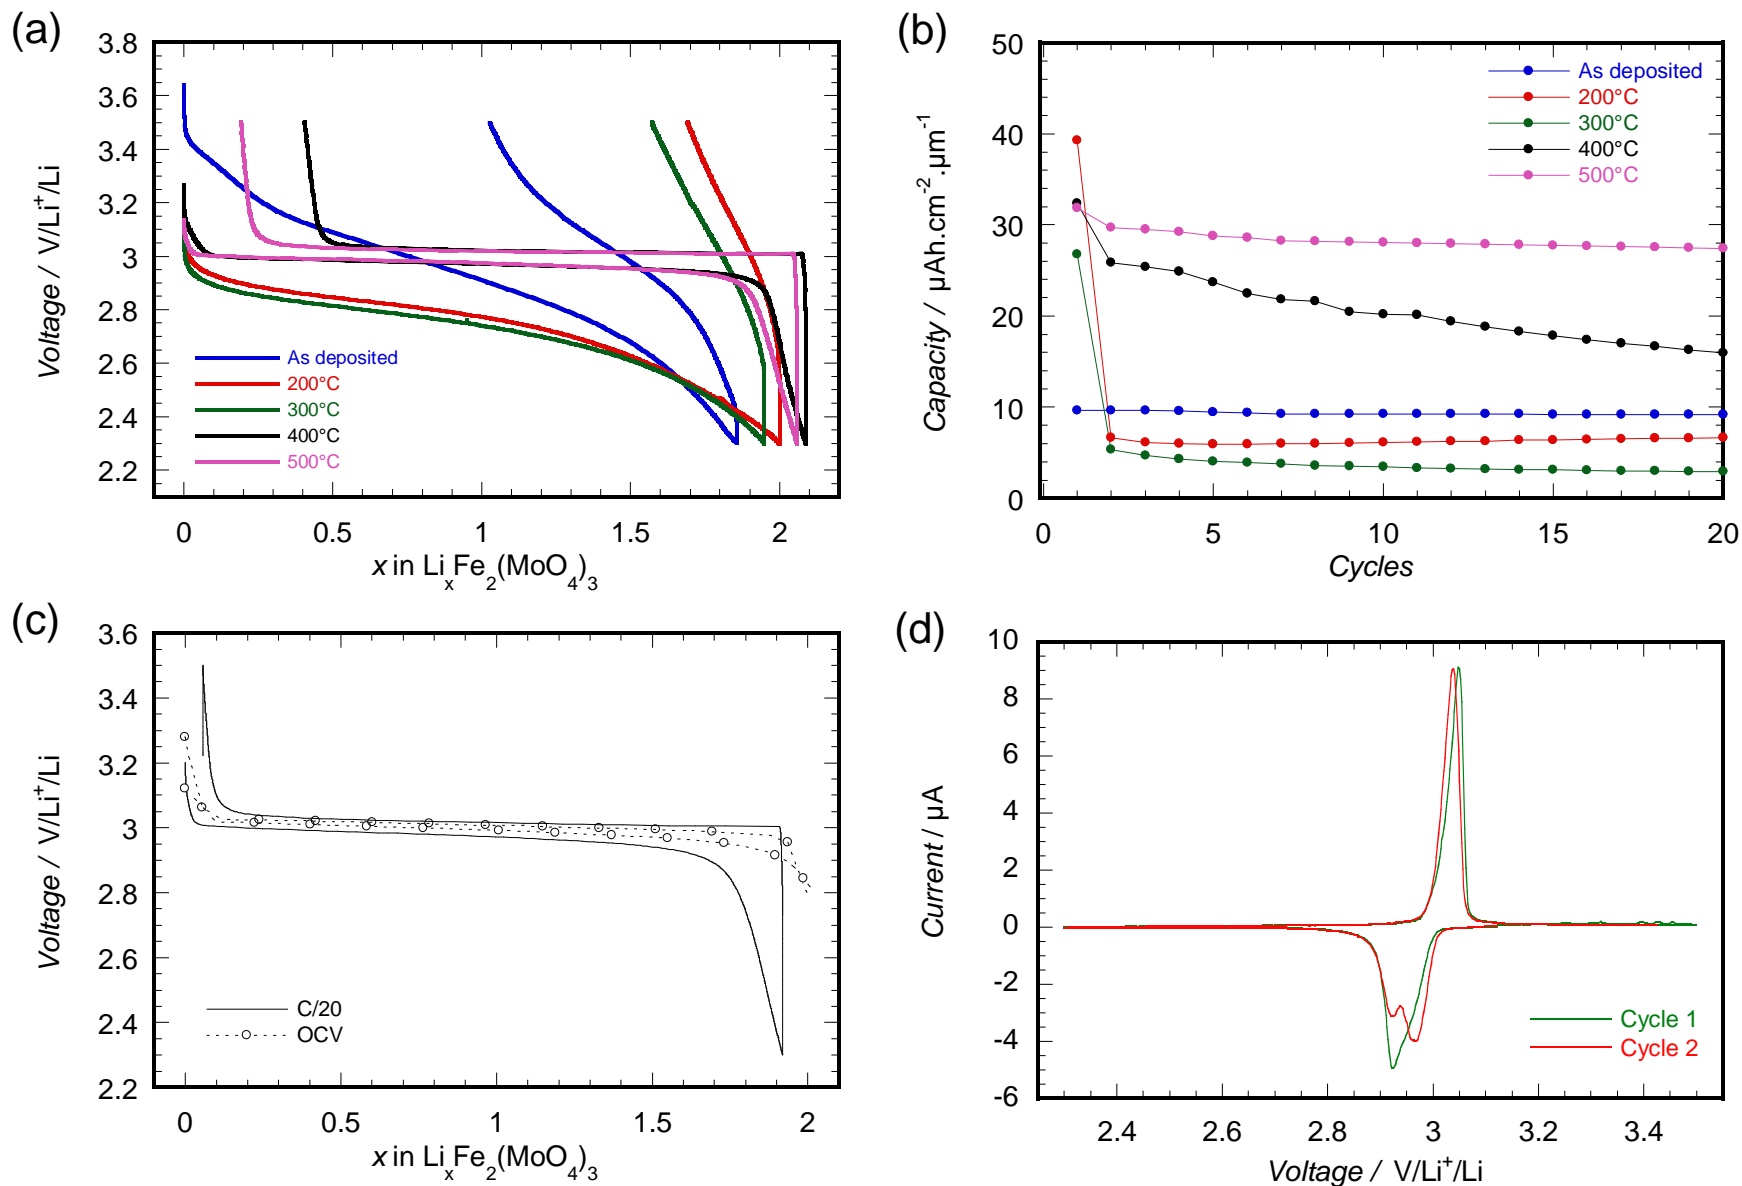 (a)
3.8
3.6
3.4
3.2
3
2.8
2.6
2.4
2.2
Voltage / V/Li⁺/Li
As deposited
200°C
300°C
400°C
500°C
0
0.5
1
1.5
2
x in LiₓFe₂(MoO₄)₃
(b)
50
40
30
20
10
0
Capacity / µAh.cm⁻².µm⁻¹
As deposited
200°C
300°C
400°C
500°C
0
5
10
15
20
Cycles
(c)
3.6
3.4
3.2
3
2.8
2.6
2.4
2.2
Voltage / V/Li⁺/Li
C/20
OCV
0
0.5
1
1.5
2
x in LiₓFe₂(MoO₄)₃
(d)
10
8
6
4
2
0
-2
-4
-6
Current / µA
Cycle 1
Cycle 2
2.4
2.6
2.8
3
3.2
3.4
Voltage / V/Li⁺/Li